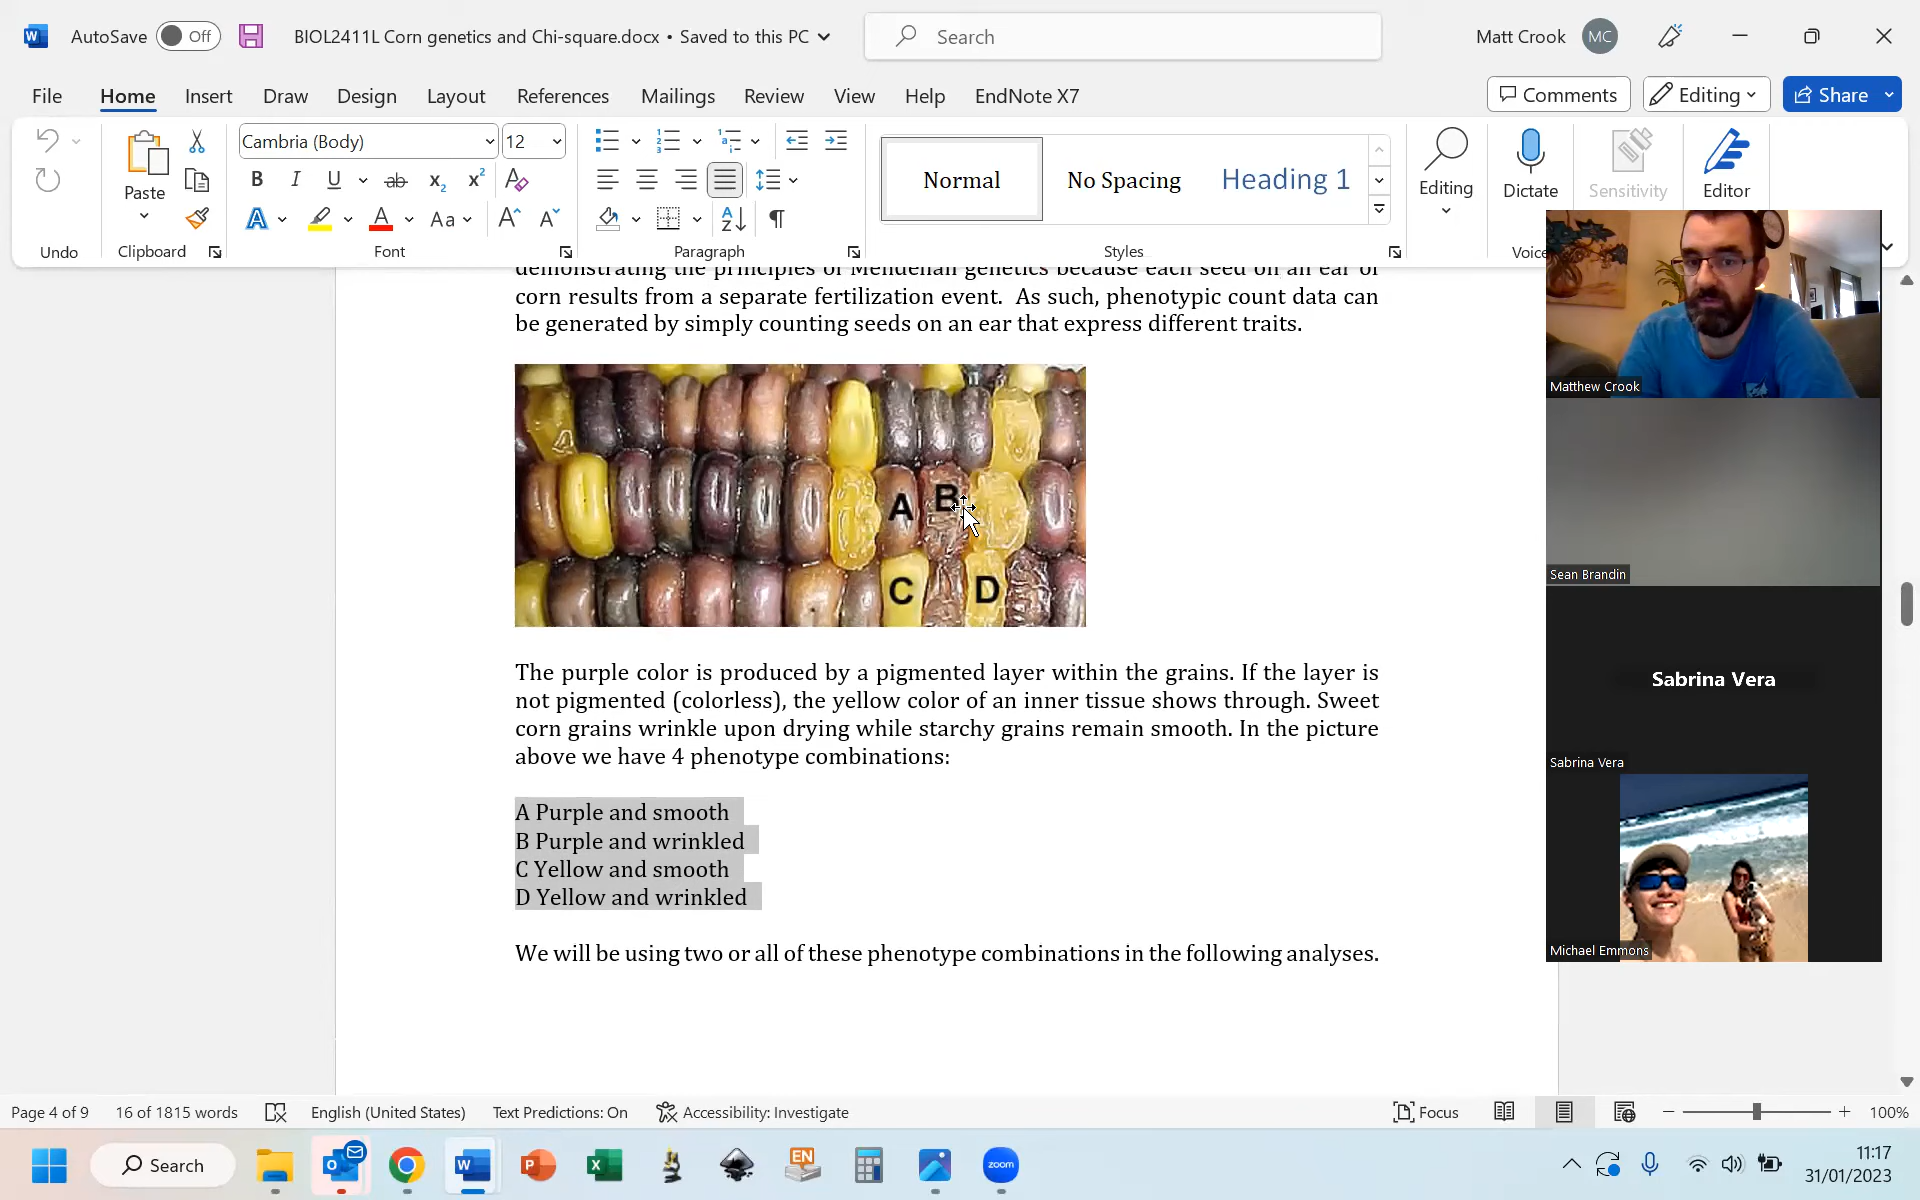 AutoSave Off BIOL2411L Corn genetics and Chi-square.docx • Saved to this PC Search Matt Crook MC
File Home Insert Draw Design Layout References Mailings Review View Help EndNote X7 Comments Editing Share
Cambria (Body) 12
Paste
B I U ab x₂ x²
A A Aa A A
Normal No Spacing Heading 1
Editing Dictate Sensitivity Editor
Undo Clipboard Font Paragraph Styles Voice
demonstrating the principles of Mendelian genetics because each seed on an ear of
corn results from a separate fertilization event. As such, phenotypic count data can
be generated by simply counting seeds on an ear that express different traits.
A B
C D
The purple color is produced by a pigmented layer within the grains. If the layer is
not pigmented (colorless), the yellow color of an inner tissue shows through. Sweet
corn grains wrinkle upon drying while starchy grains remain smooth. In the picture
above we have 4 phenotype combinations:
A Purple and smooth
B Purple and wrinkled
C Yellow and smooth
D Yellow and wrinkled
We will be using two or all of these phenotype combinations in the following analyses.
Matthew Crook
Sean Brandin
Sabrina Vera
Sabrina Vera
Michael Emmons
Page 4 of 9 16 of 1815 words English (United States) Text Predictions: On Accessibility: Investigate Focus 100%
Search EN zoom
11:17
31/01/2023